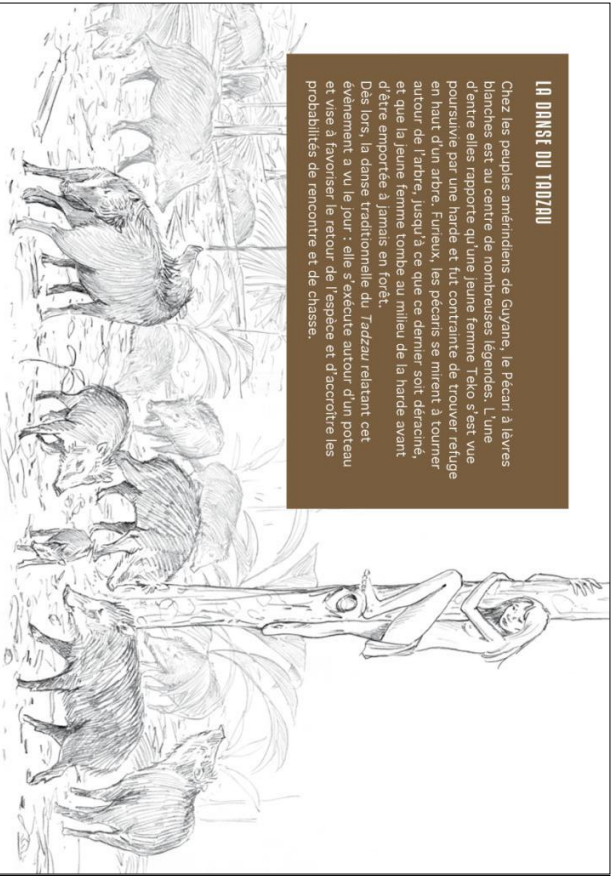 LA DANSE DU TADZAU
Chez les peuples amérindiens de Guyane, le Pécari à lèvres
blanches est au centre de nombreuses légendes. L'une
d'entre elles rapporte qu'une jeune femme Teko s'est vue
poursuivie par une harde et fut contrainte de trouver refuge
en haut d'un arbre. Furieux, les pécaris se mirent à tourner
autour de l'arbre, jusqu'à ce que ce dernier soit déraciné,
et que la jeune femme tombe au milieu de la harde avant
d'être emportée à jamais en forêt.
Dès lors, la danse traditionnelle du Tadzau relatant cet
évènement a vu le jour : elle s'exécute autour d'un poteau
et vise à favoriser le retour de l'espèce et d'accroître les
probabilités de rencontre et de chasse.